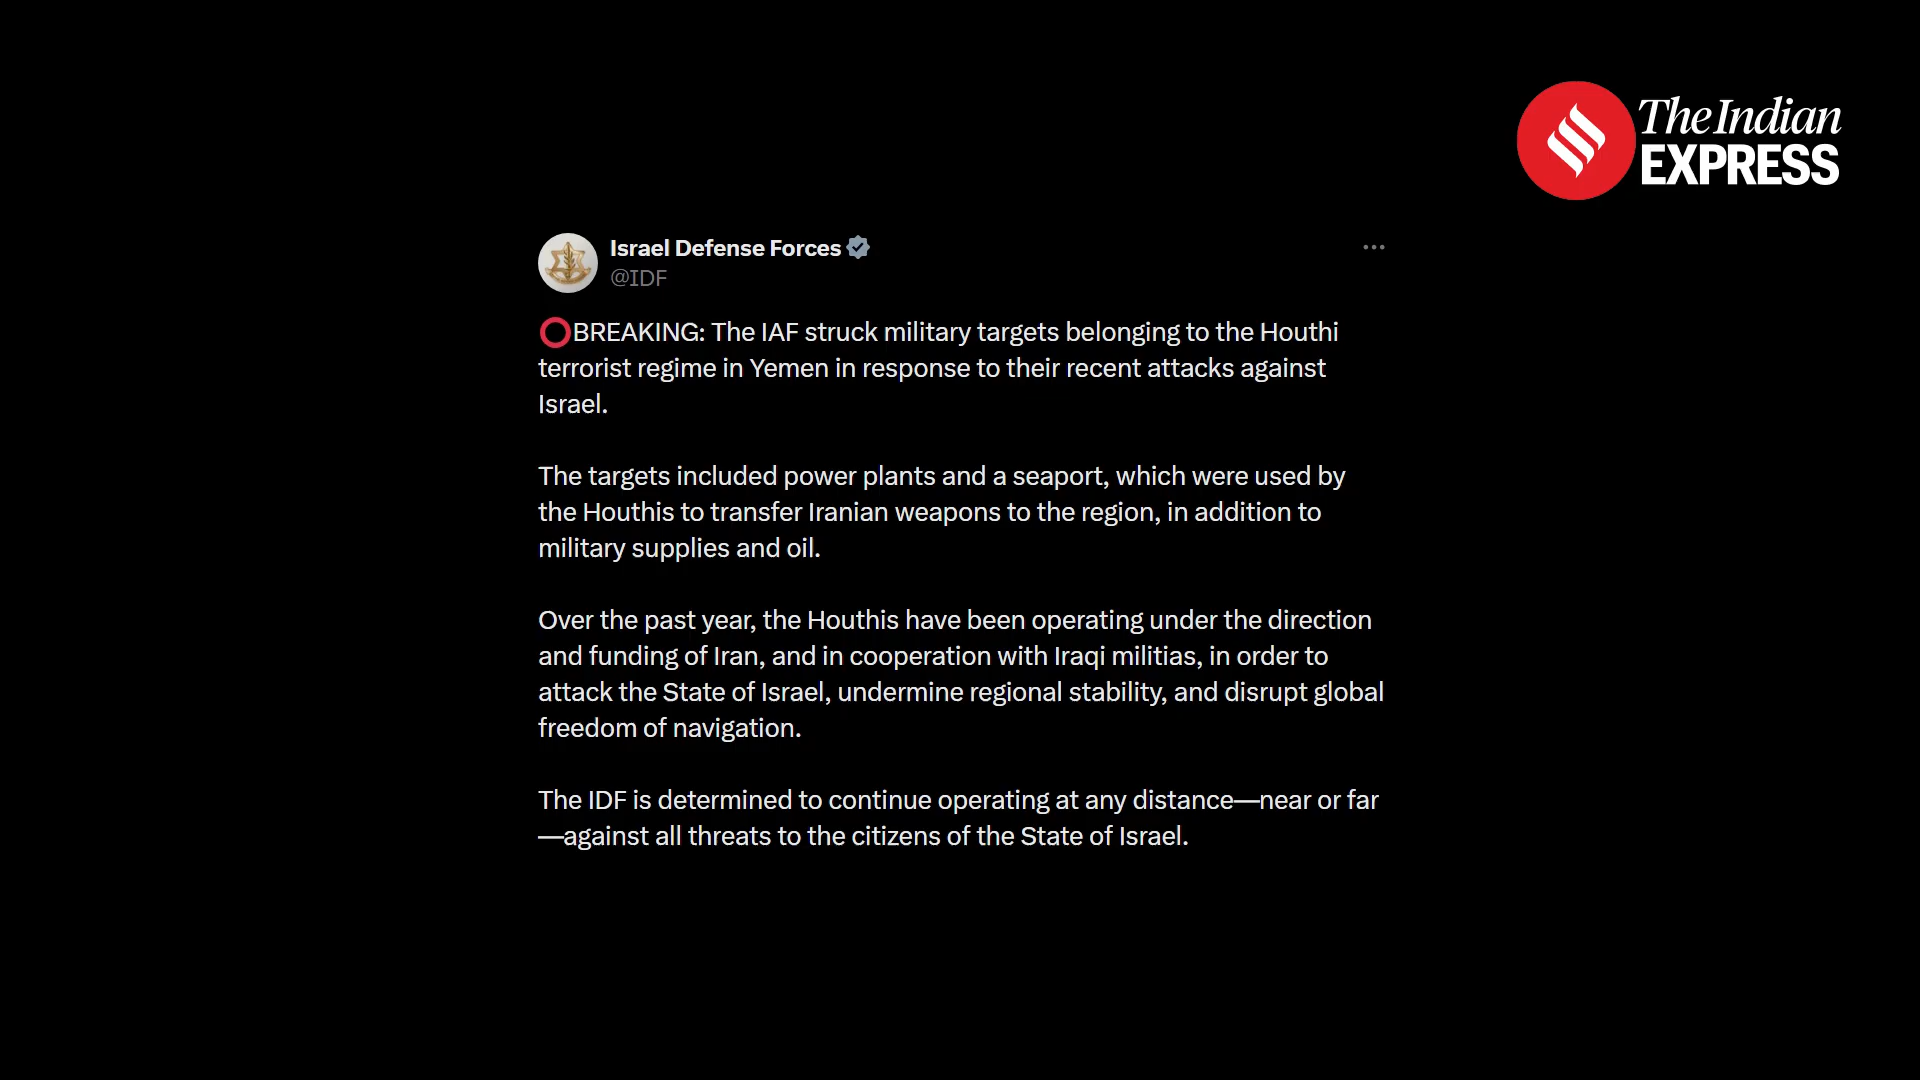 The Indian
EXPRESS
Israel Defense Forces
@IDF
⭕BREAKING: The IAF struck military targets belonging to the Houthi
terrorist regime in Yemen in response to their recent attacks against
Israel.
The targets included power plants and a seaport, which were used by
the Houthis to transfer Iranian weapons to the region, in addition to
military supplies and oil.
Over the past year, the Houthis have been operating under the direction
and funding of Iran, and in cooperation with Iraqi militias, in order to
attack the State of Israel, undermine regional stability, and disrupt global
freedom of navigation.
The IDF is determined to continue operating at any distance—near or far
—against all threats to the citizens of the State of Israel.